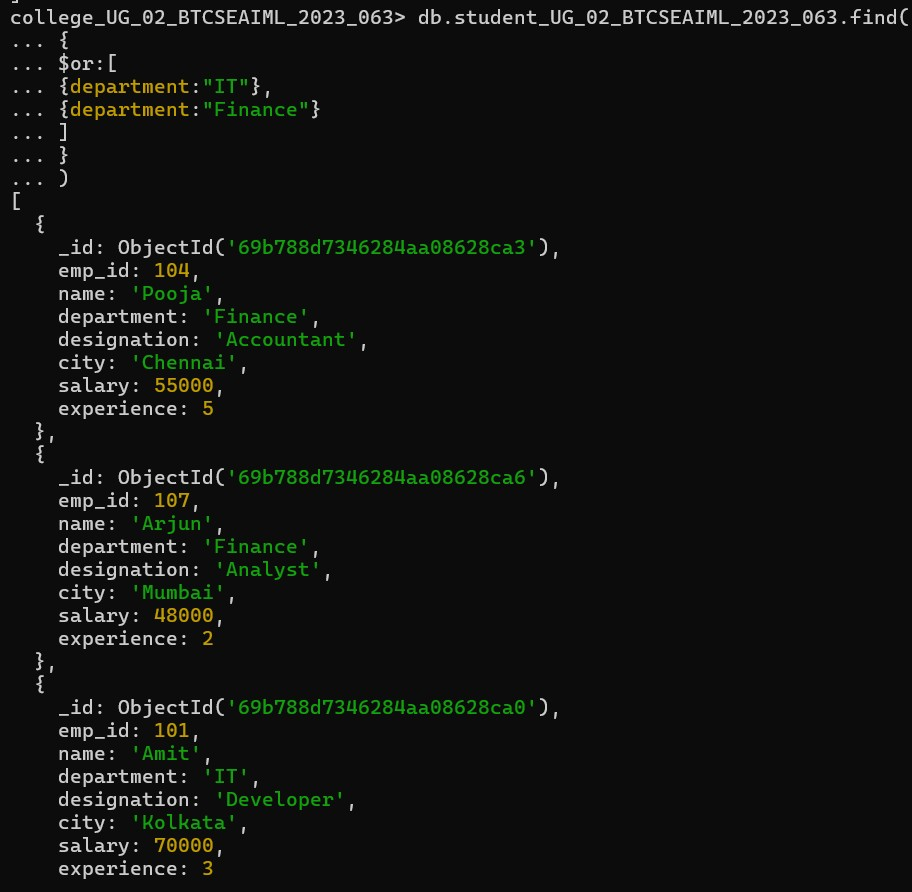 college_UG_02_BTCSEAIML_2023_063> db.student_UG_02_BTCSEAIML_2023_063.find(
... {
... $or:[
... {department:"IT"},
... {department:"Finance"}
... ]
... }
... )
[
  {
    _id: ObjectId('69b788d7346284aa08628ca3'),
    emp_id: 104,
    name: 'Pooja',
    department: 'Finance',
    designation: 'Accountant',
    city: 'Chennai',
    salary: 55000,
    experience: 5
  },
  {
    _id: ObjectId('69b788d7346284aa08628ca6'),
    emp_id: 107,
    name: 'Arjun',
    department: 'Finance',
    designation: 'Analyst',
    city: 'Mumbai',
    salary: 48000,
    experience: 2
  },
  {
    _id: ObjectId('69b788d7346284aa08628ca0'),
    emp_id: 101,
    name: 'Amit',
    department: 'IT',
    designation: 'Developer',
    city: 'Kolkata',
    salary: 70000,
    experience: 3